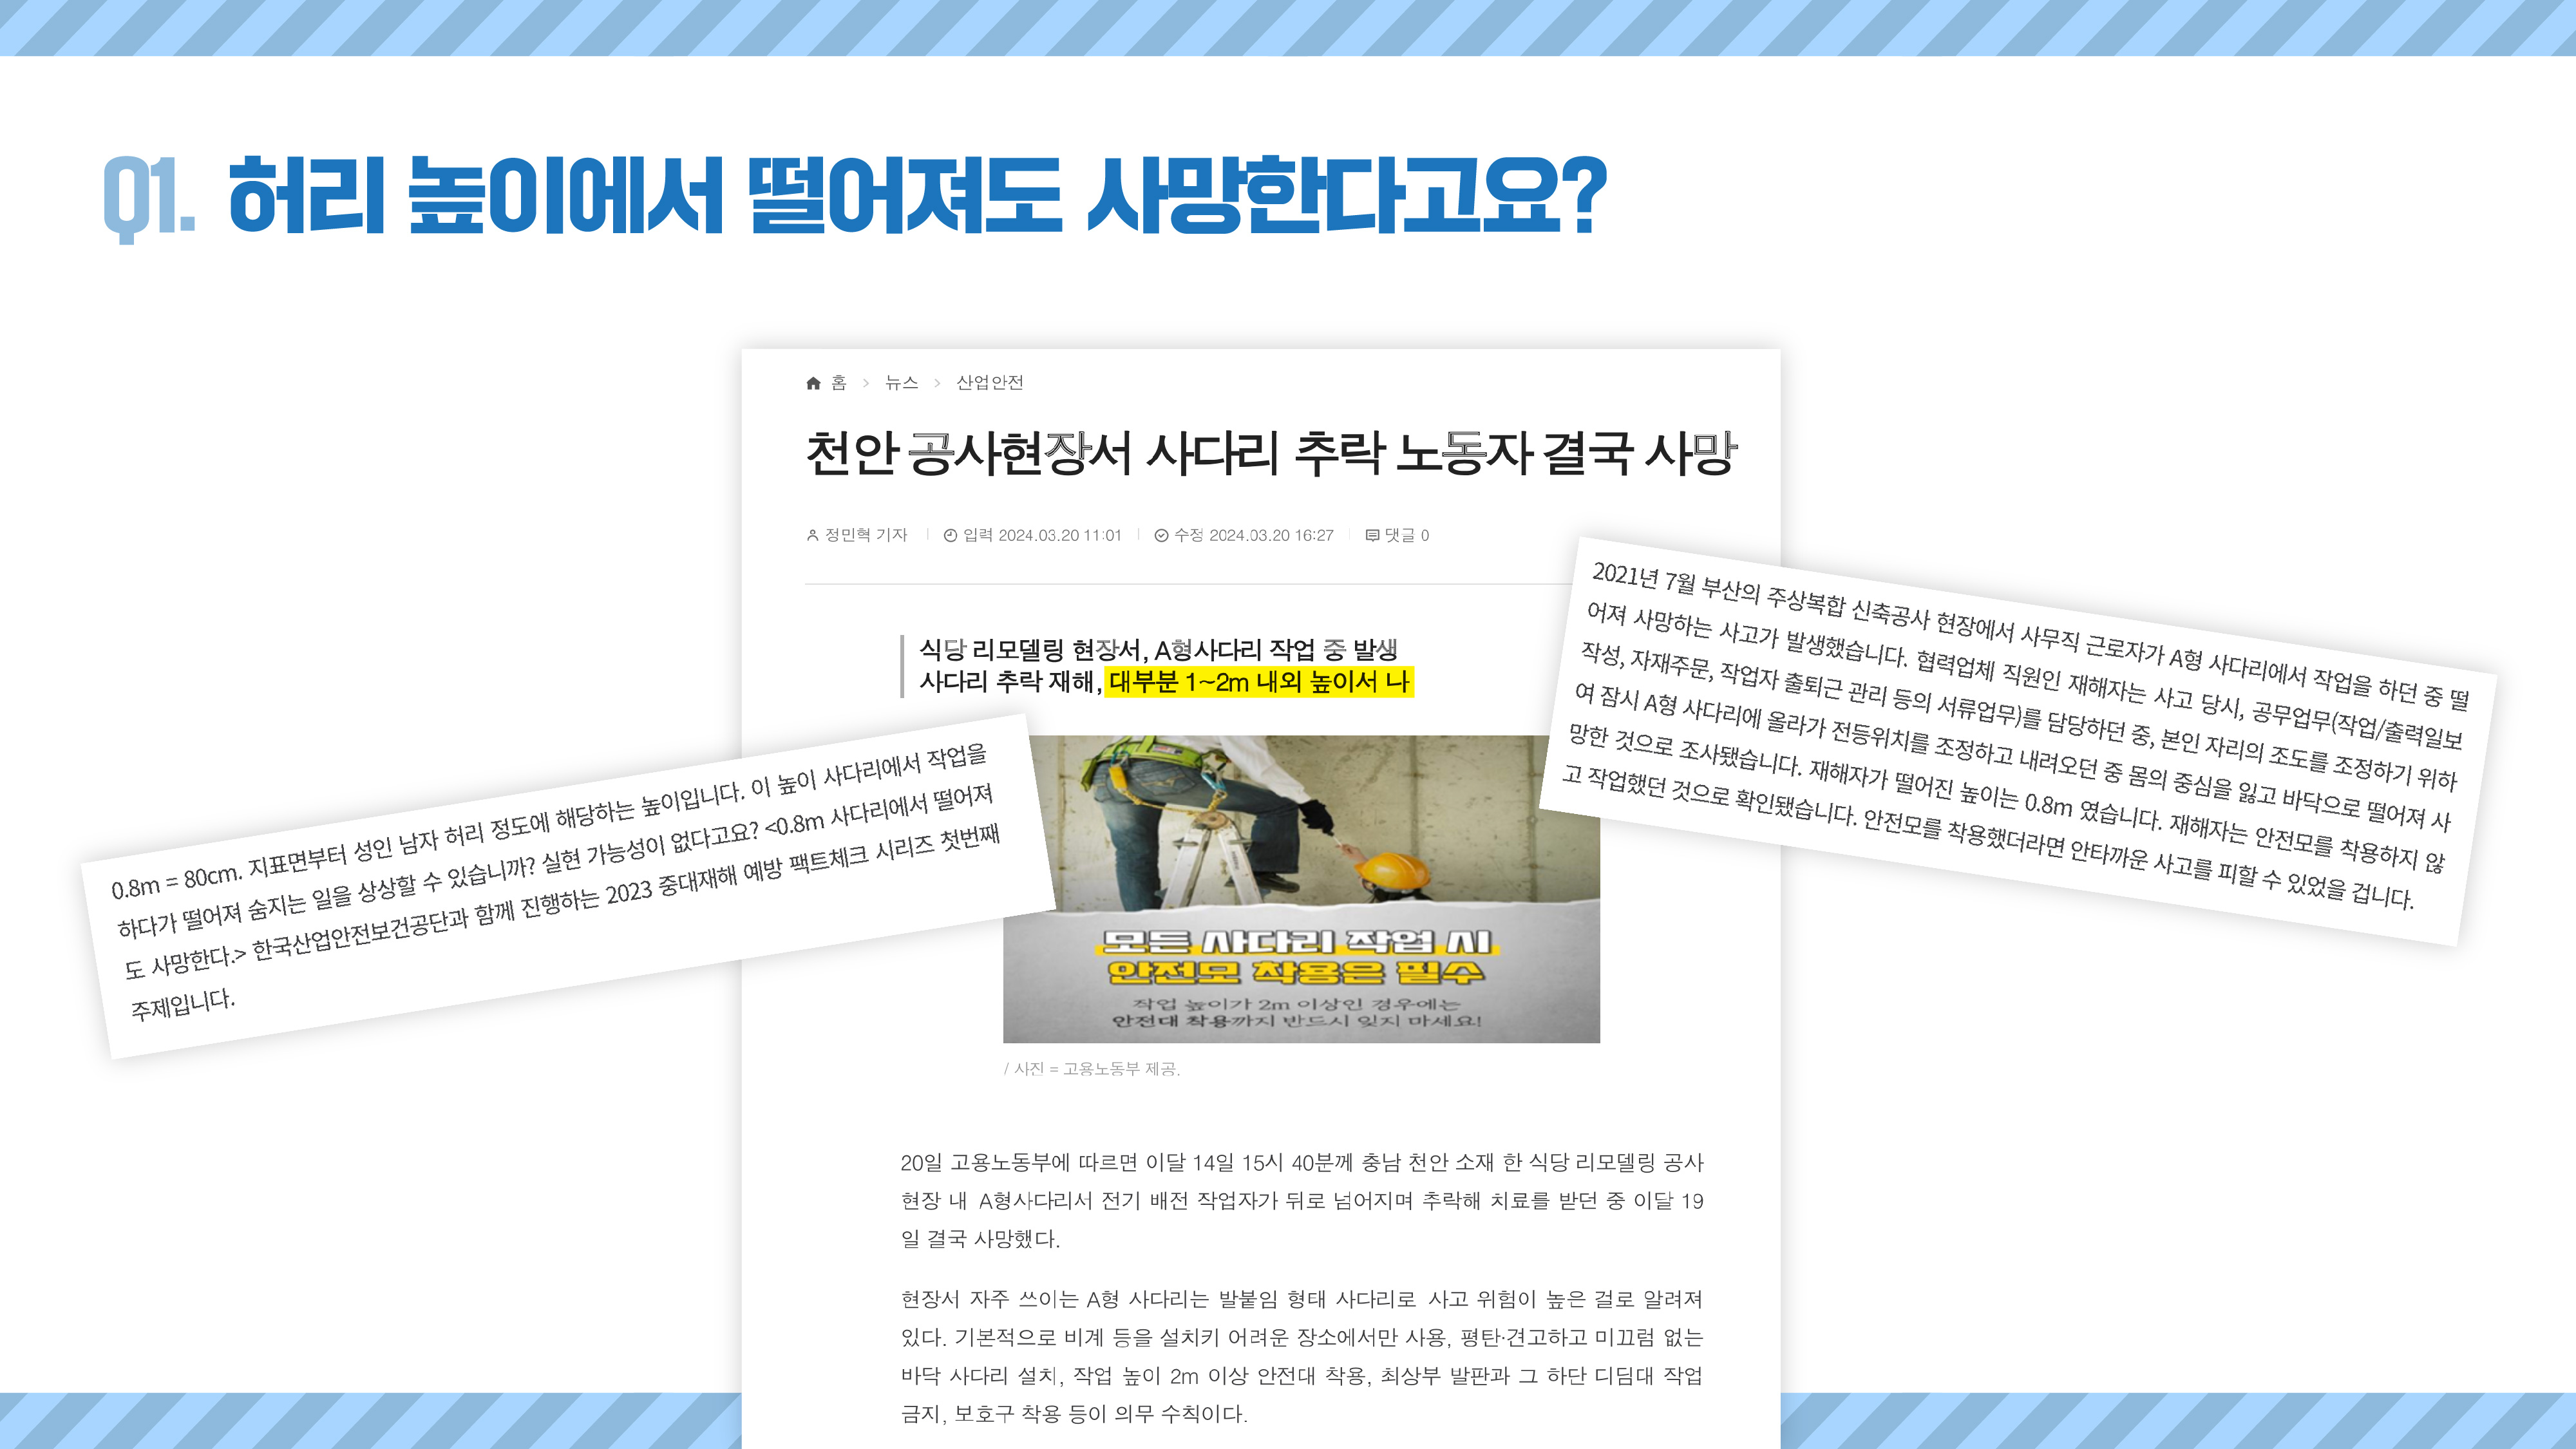 Q1. 허리 높이에서 떨어져도 사망한다고요?
홈 > 뉴스 > 산업안전
천안 공사현장서 사다리 추락 노동자 결국 사망
정민혁 기자 입력 2024.03.20 11:01 수정 2024.03.20 16:27 댓글 0
식당 리모델링 현장서, A형사다리 작업 중 발생
사다리 추락 재해, 대부분 1~2m 내외 높이서 나
2021년 7월 부산의 주상복합 신축공사 현장에서 사무직 근로자가 A형 사다리에서 작업을 하던 중 떨
어져 사망하는 사고가 발생했습니다. 협력업체 직원인 재해자는 사고 당시, 공무업무(작업/출력일보
작성, 자재주문, 작업자 출퇴근 관리 등의 서류업무)를 담당하던 중, 본인 자리의 조도를 조정하기 위하
여 잠시 A형 사다리에 올라가 전등위치를 조정하고 내려오던 중 몸의 중심을 잃고 바닥으로 떨어져 사
망한 것으로 조사됐습니다. 재해자가 떨어진 높이는 0.8m 였습니다. 재해자는 안전모를 착용하지 않
고 작업했던 것으로 확인됐습니다. 안전모를 착용했더라면 안타까운 사고를 피할 수 있었을 겁니다.
0.8m = 80cm. 지표면부터 성인 남자 허리 정도에 해당하는 높이입니다. 이 높이 사다리에서 작업을
하다가 떨어져 숨지는 일을 상상할 수 있습니까? 실현 가능성이 없다고요? <0.8m 사다리에서 떨어져
도 사망한다.> 한국산업안전보건공단과 함께 진행하는 2023 중대재해 예방 팩트체크 시리즈 첫번째
주제입니다.
모든 사다리 작업 시
안전모 착용은 필수
작업 높이가 2m 이상인 경우에는
안전대 착용까지 반드시 잊지 마세요!
/ 사진 = 고용노동부 제공.
20일 고용노동부에 따르면 이달 14일 15시 40분께 충남 천안 소재 한 식당 리모델링 공사
현장 내 A형사다리서 전기 배전 작업자가 뒤로 넘어지며 추락해 치료를 받던 중 이달 19
일 결국 사망했다.
현장서 자주 쓰이는 A형 사다리는 발붙임 형태 사다리로 사고 위험이 높은 걸로 알려져
있다. 기본적으로 비계 등을 설치키 어려운 장소에서만 사용, 평탄·견고하고 미끄럼 없는
바닥 사다리 설치, 작업 높이 2m 이상 안전대 착용, 최상부 발판과 그 하단 디딤대 작업
금지, 보호구 착용 등이 의무 수칙이다.